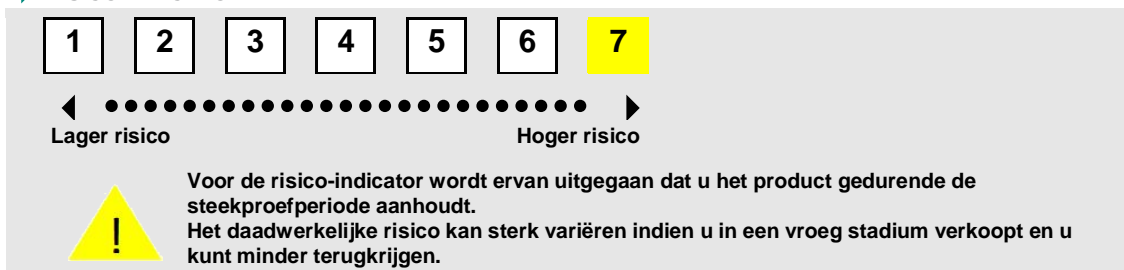 1 2 3 4 5 6 7
Lager risico Hoger risico
!
Voor de risico-indicator wordt ervan uitgegaan dat u het product gedurende de
steekproefperiode aanhoudt.
Het daadwerkelijke risico kan sterk variëren indien u in een vroeg stadium verkoopt en u
kunt minder terugkrijgen.